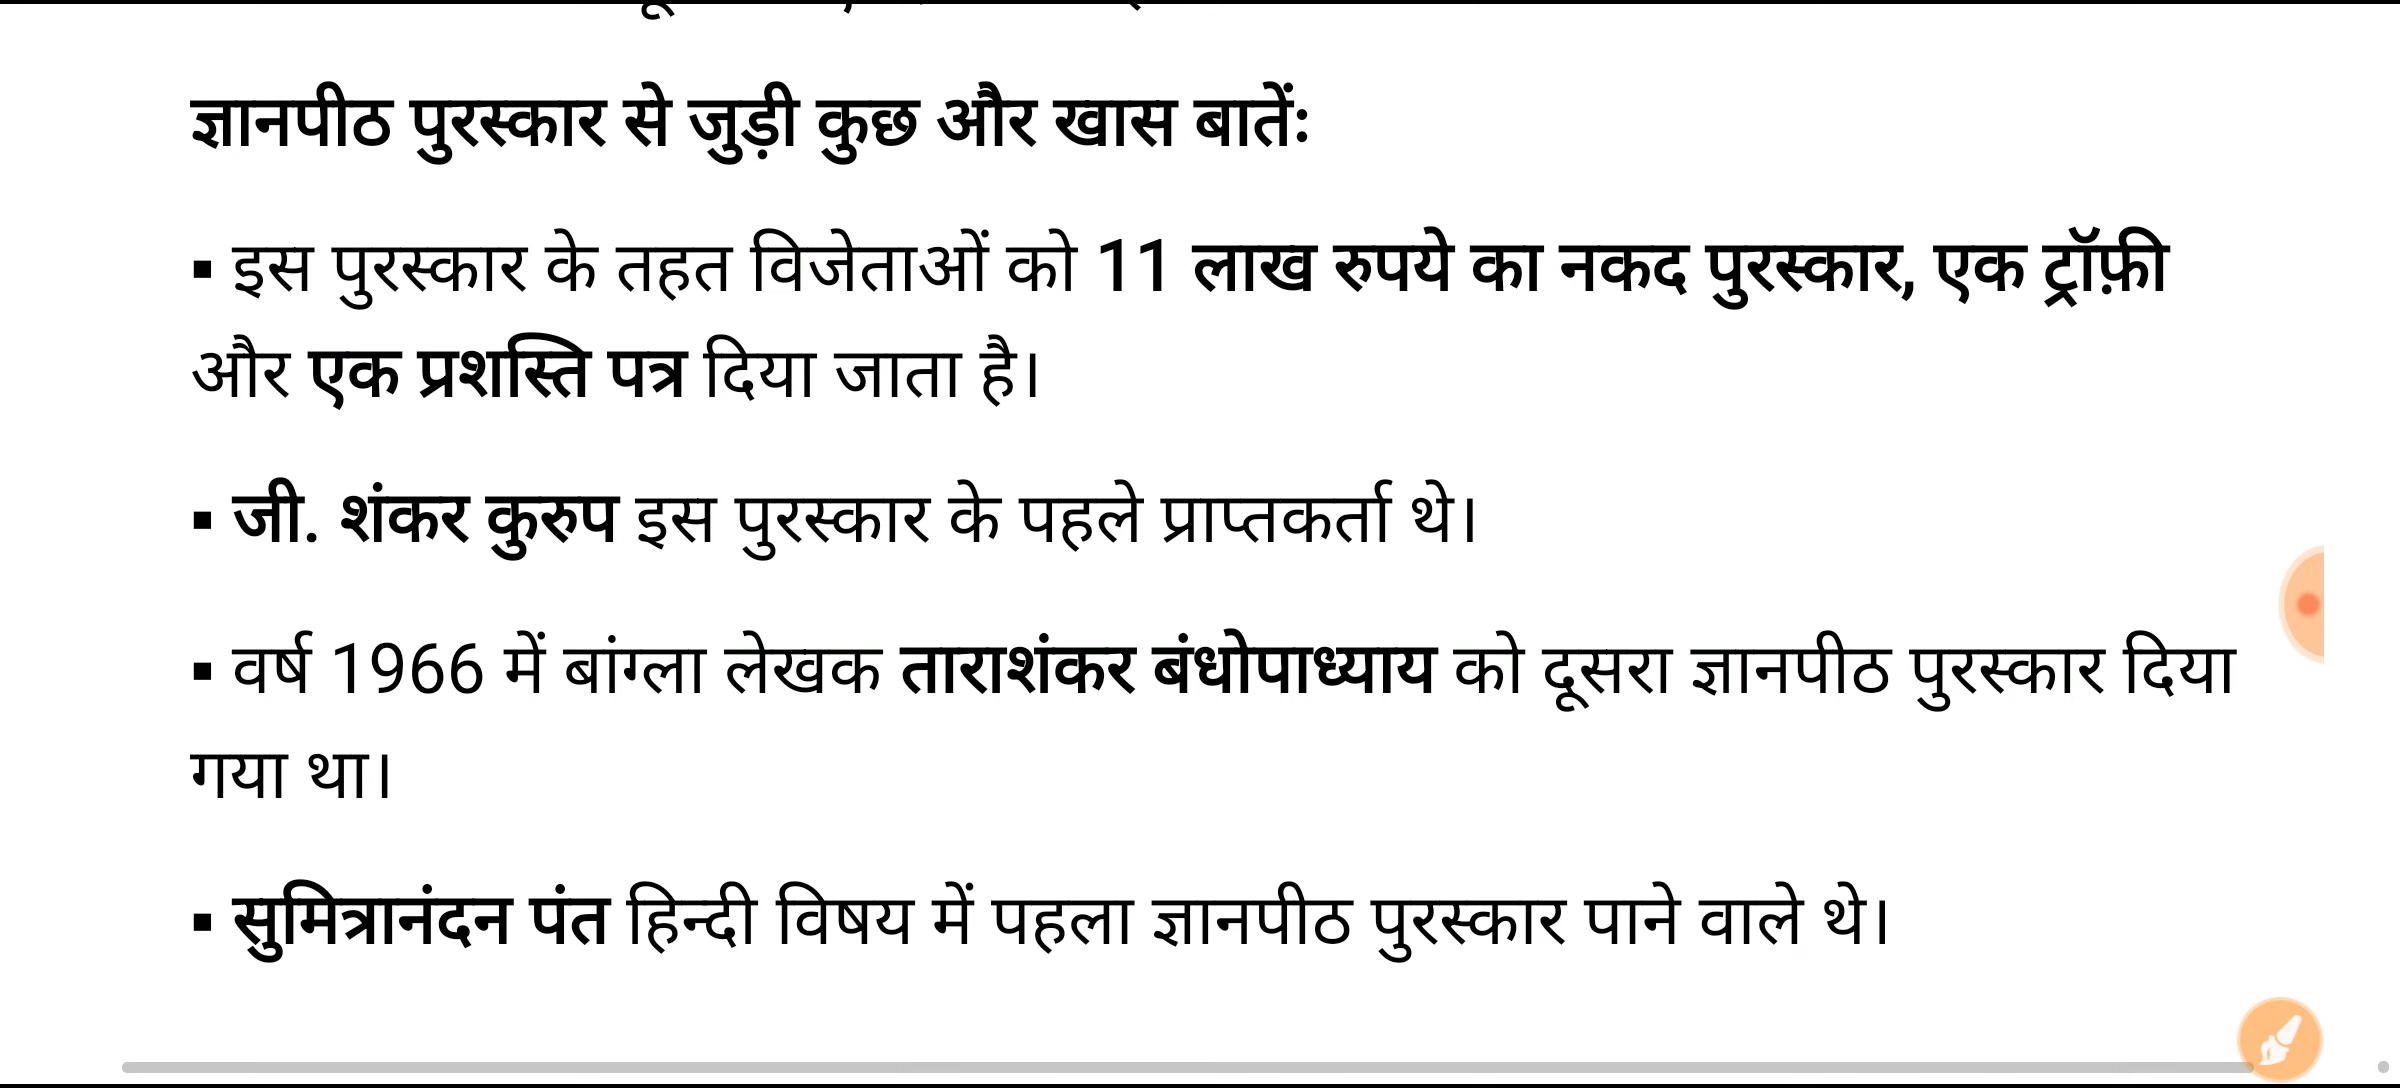 ज्ञानपीठ पुरस्कार से जुड़ी कुछ और खास बातेंः
▪ इस पुरस्कार के तहत विजेताओं को 11 लाख रुपये का नकद पुरस्कार, एक ट्रॉफ़ी
और एक प्रशस्ति पत्र दिया जाता है।
▪ जी. शंकर कुरुप इस पुरस्कार के पहले प्राप्तकर्ता थे।
▪ वर्ष 1966 में बांग्ला लेखक ताराशंकर बंधोपाध्याय को दूसरा ज्ञानपीठ पुरस्कार दिया
गया था।
▪ सुमित्रानंदन पंत हिन्दी विषय में पहला ज्ञानपीठ पुरस्कार पाने वाले थे।